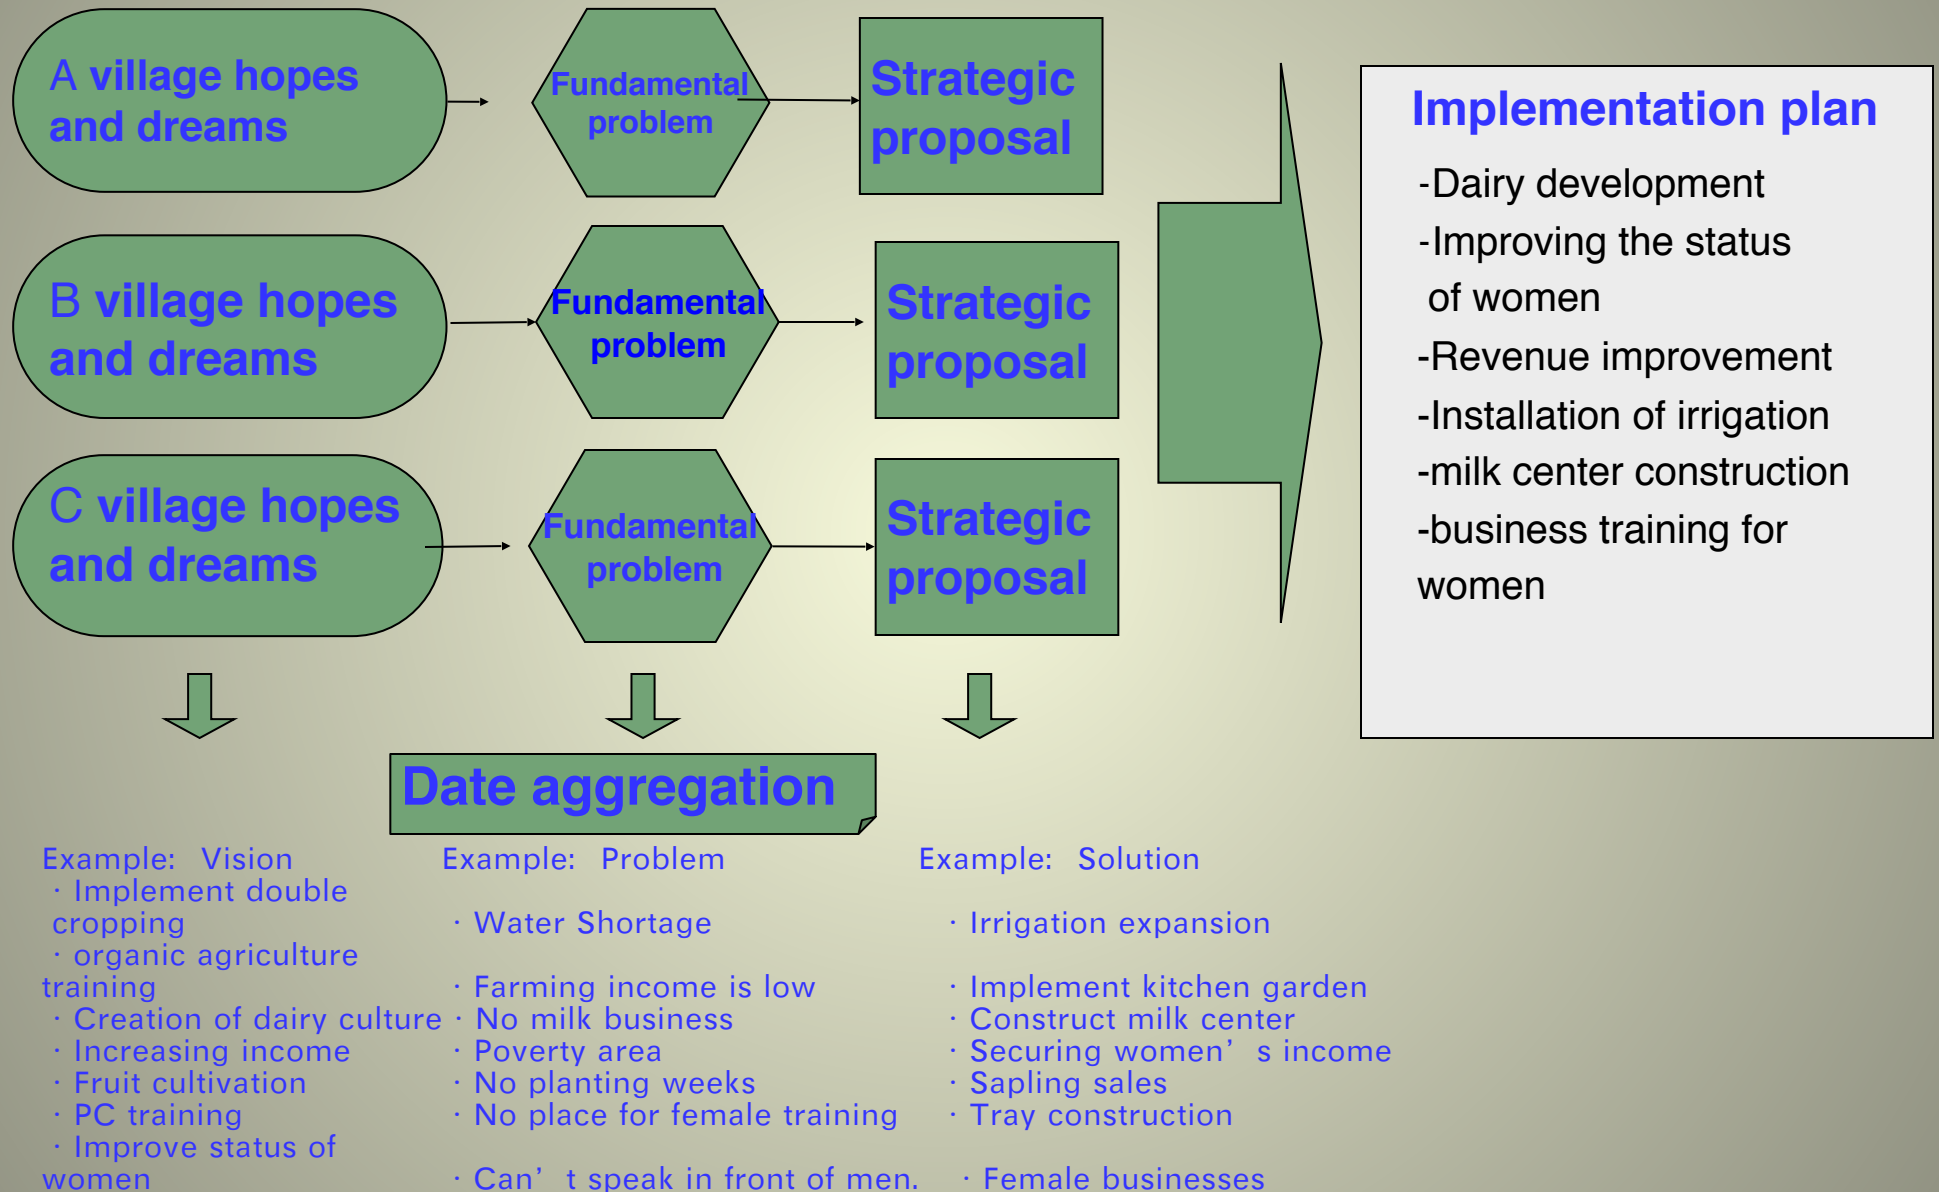 A village hopes
and dreams
Fundamental
problem
Strategic
proposal
B village hopes
and dreams
Fundamental
problem
Strategic
proposal
C village hopes
and dreams
Fundamental
problem
Strategic
proposal
Implementation plan
-Dairy development
-Improving the status
of women
-Revenue improvement
-Installation of irrigation
-milk center construction
-business training for
women
Date aggregation
Example: Vision
· Implement double
cropping
· organic agriculture
training
· Creation of dairy culture
· Increasing income
· Fruit cultivation
· PC training
· Improve status of
women
Example: Problem
· Water Shortage
· Farming income is low
· No milk business
· Poverty area
· No planting weeks
· No place for female training
· Can’t speak in front of men.
Example: Solution
· Irrigation expansion
· Implement kitchen garden
· Construct milk center
· Securing women’s income
· Sapling sales
· Tray construction
· Female businesses